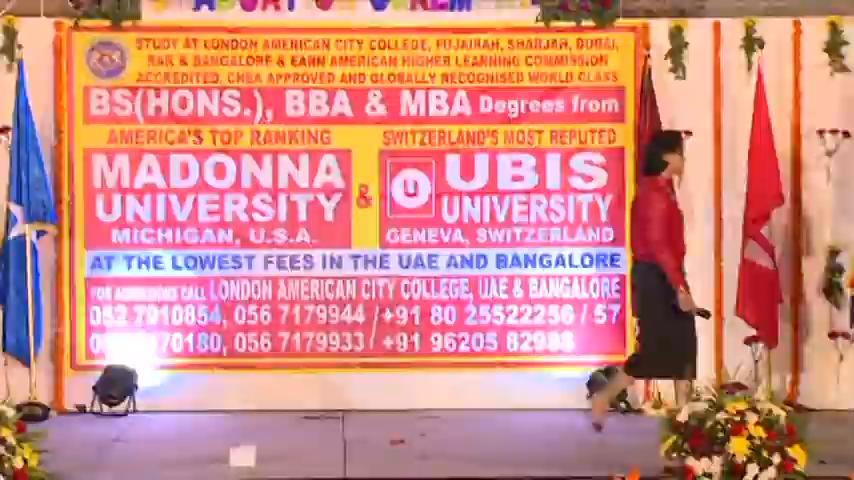 STUDY AT LONDON AMERICAN CITY COLLEGE, FUJAIRAH, SHARJAH, DUBAI,
RAK & BANGALORE & EARN AMERICAN HIGHER LEARNING COMMISSION
ACCREDITED, CHEA APPROVED AND GLOBALLY RECOGNISED WORLD CLASS
BS(HONS.), BBA & MBA Degrees from
AMERICA'S TOP RANKING
MADONNA
UNIVERSITY
MICHIGAN, U.S.A.
&
SWITZERLAND'S MOST REPUTED
U UBIS
UNIVERSITY
GENEVA, SWITZERLAND
AT THE LOWEST FEES IN THE UAE AND BANGALORE
FOR ADMISSIONS CALL LONDON AMERICAN CITY COLLEGE, UAE & BANGALORE
052 7910854, 056 7179944 / +91 80 25522256 / 57
056 7179933 / +91 96205 82988